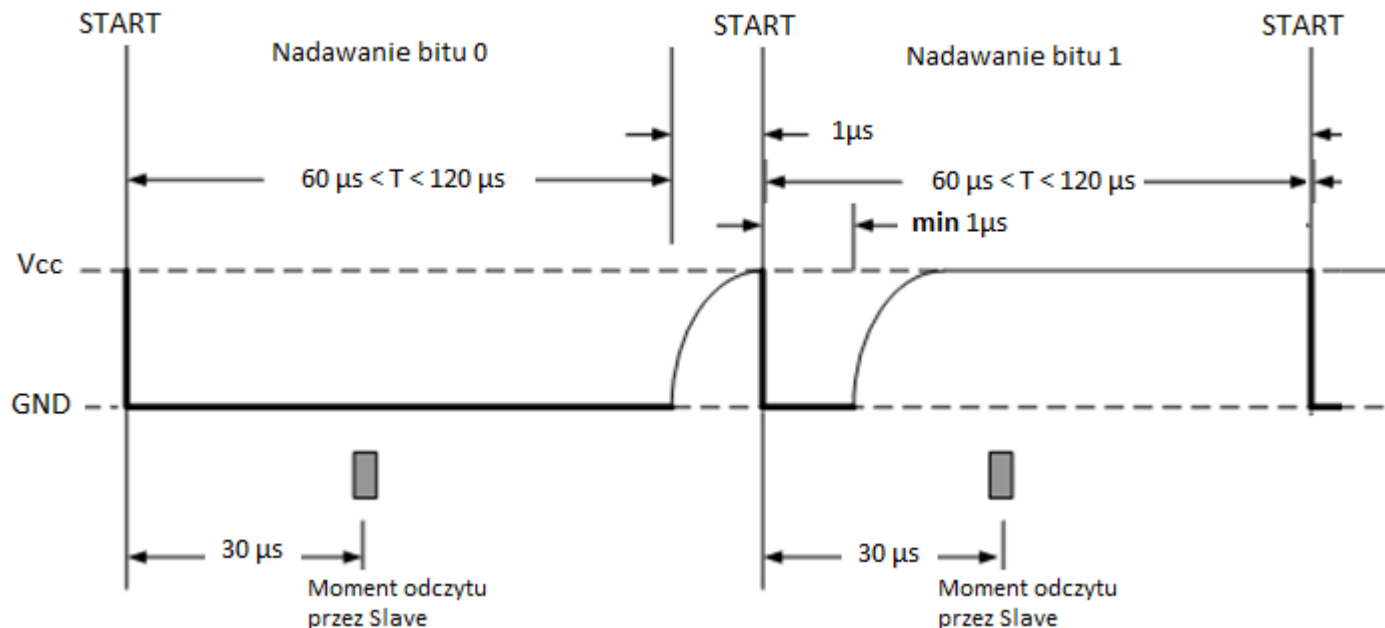 START
START
START
Nadawanie bitu 0
Nadawanie bitu 1
1µs
60 µs < T < 120 µs
60 µs < T < 120 µs
min 1µs
Vcc
GND
30 µs
30 µs
Moment odczytu
przez Slave
Moment odczytu
przez Slave